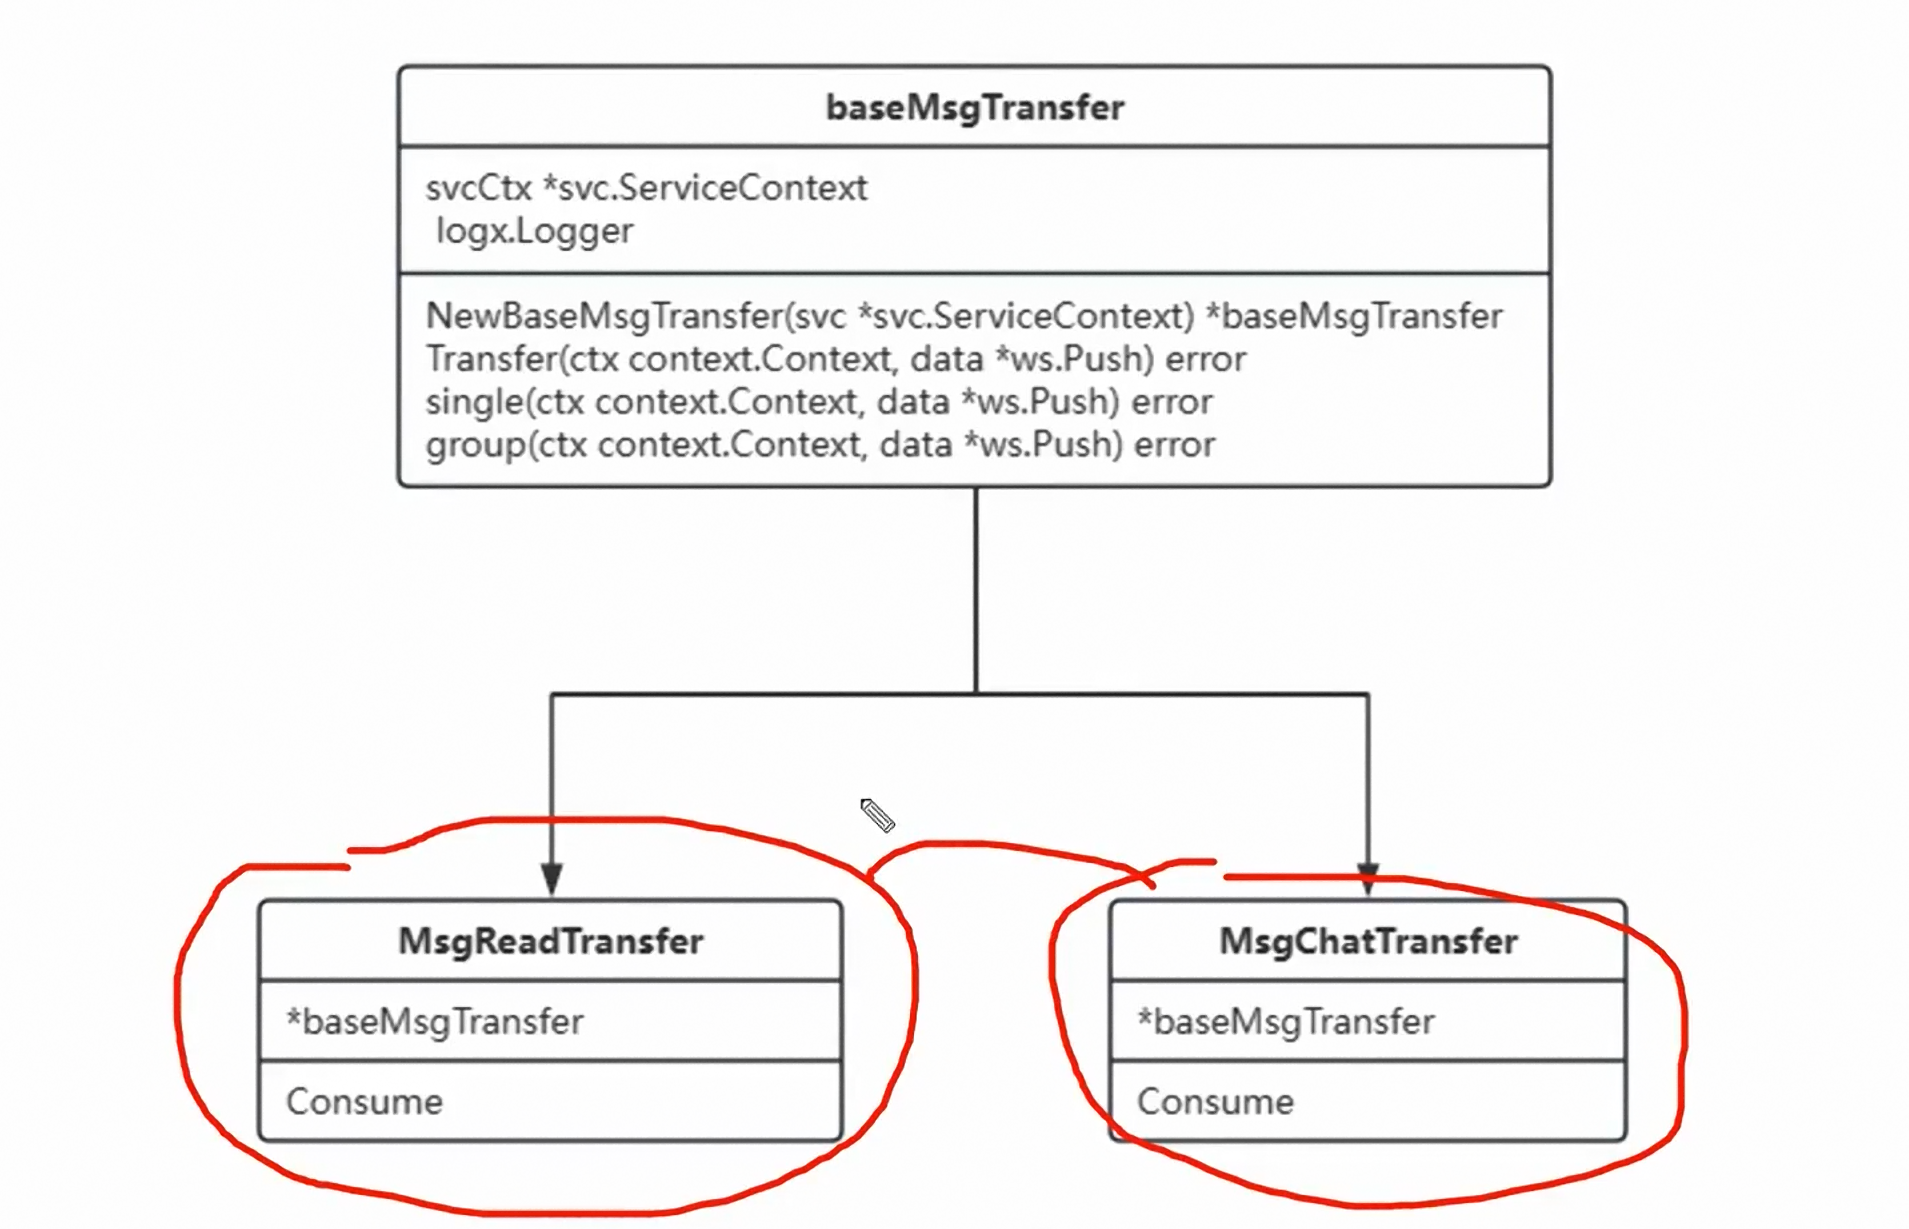 baseMsgTransfer
svcCtx *svc.ServiceContext
logx.Logger
NewBaseMsgTransfer(svc *svc.ServiceContext) *baseMsgTransfer
Transfer(ctx context.Context, data *ws.Push) error
single(ctx context.Context, data *ws.Push) error
group(ctx context.Context, data *ws.Push) error
MsgReadTransfer
*baseMsgTransfer
Consume
MsgChatTransfer
*baseMsgTransfer
Consume